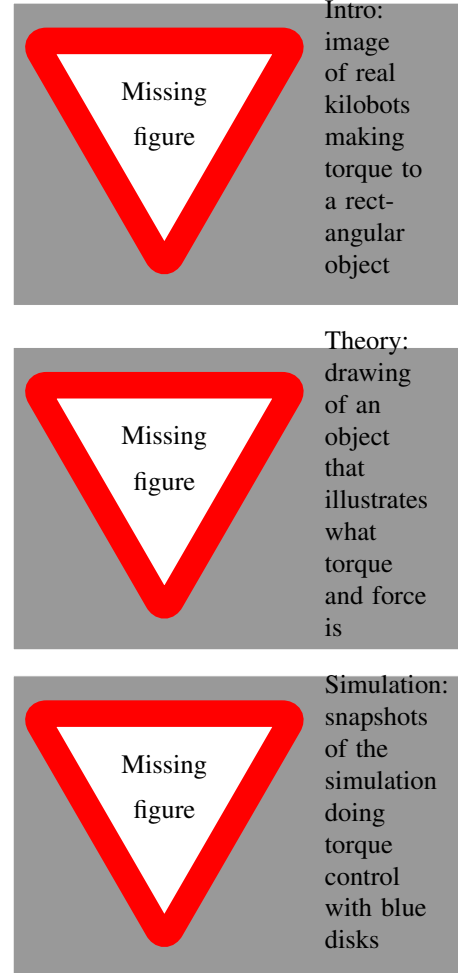 Missing
figure
Intro:
image
of real
kilobots
making
torque to
a rect-
angular
object
Missing
figure
Theory:
drawing
of an
object
that
illustrates
what
torque
and force
is
Missing
figure
Simulation:
snapshots
of the
simulation
doing
torque
control
with blue
disks